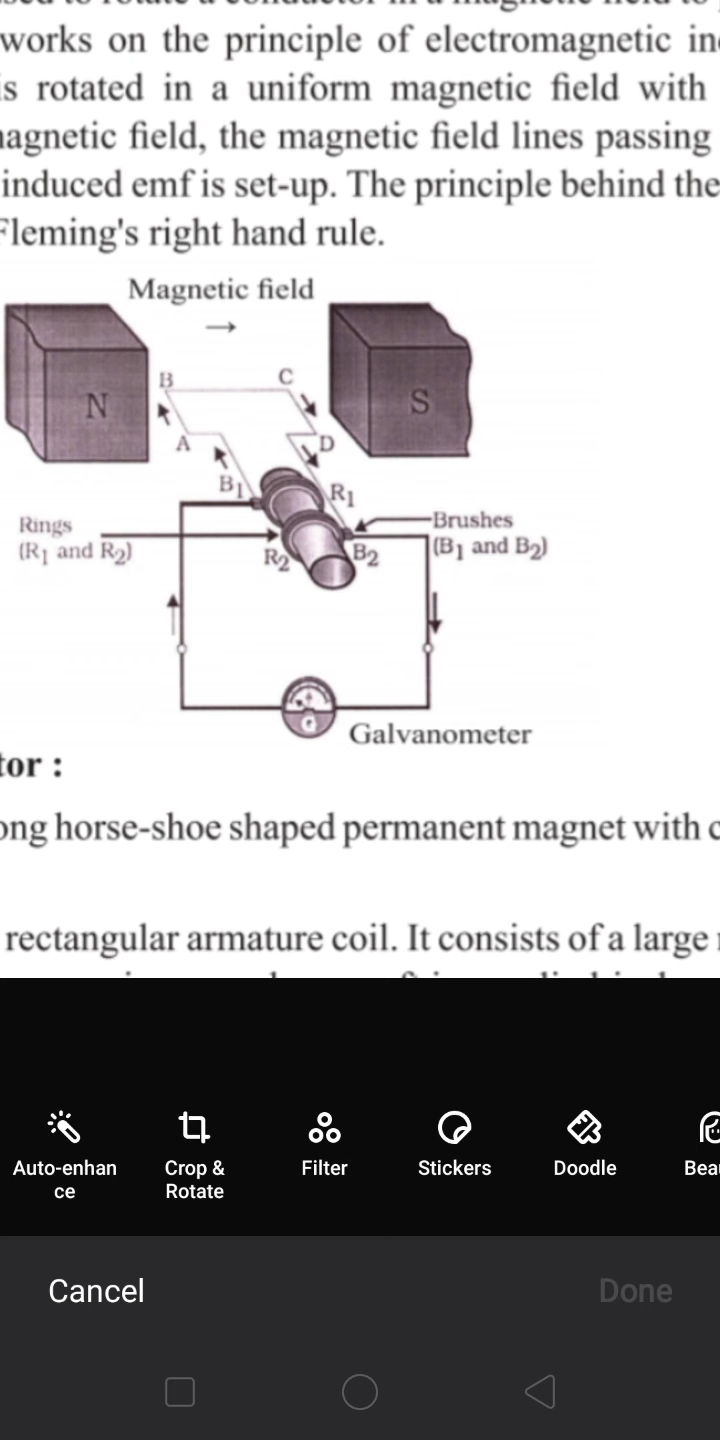 works on the principle of electromagnetic
is rotated in a uniform magnetic field with
magnetic field, the magnetic field lines passing
induced emf is set-up. The principle behind the
Fleming's right hand rule.
Magnetic field
→
N
S
B
C
A
D
B1
R1
Rings
(R1 and R2)
Brushes
(B1 and B2)
R2
B2
G
Galvanometer
tor :
ong horse-shoe shaped permanent magnet with c
rectangular armature coil. It consists of a large
Auto-enhan
ce
Crop &
Rotate
Filter
Stickers
Doodle
Beau
Cancel
Done